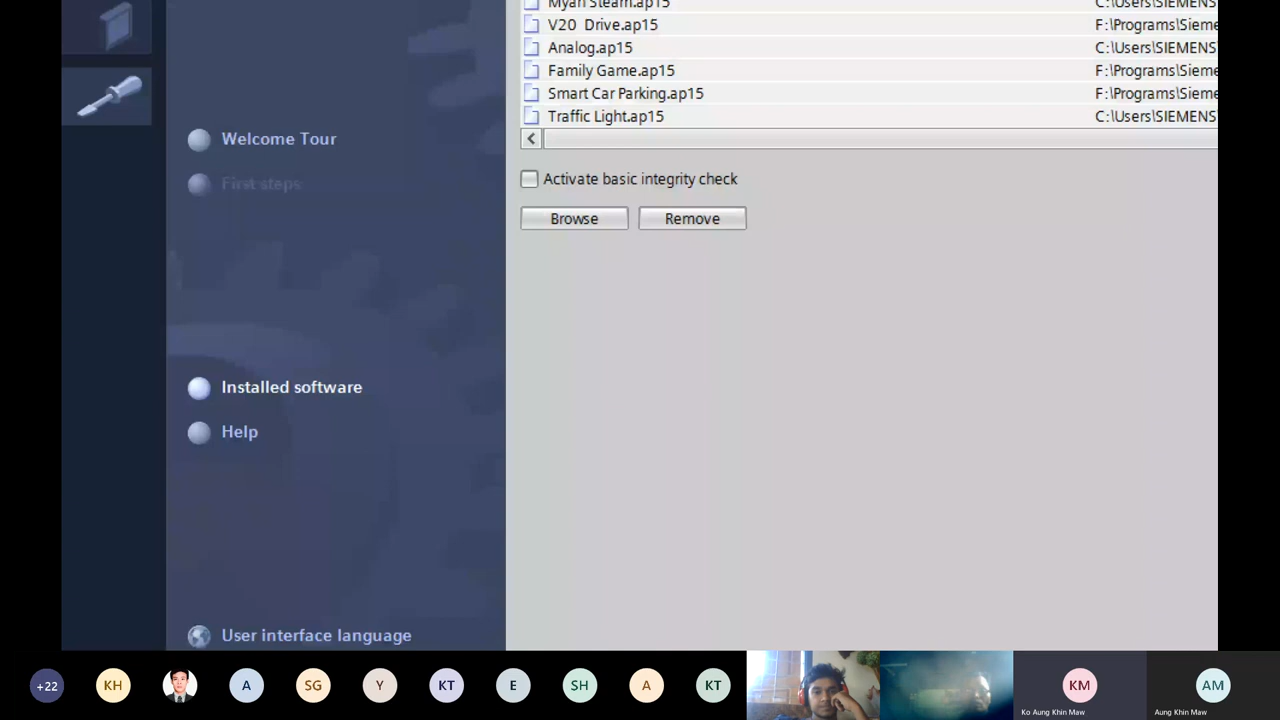 Myan Steam.ap15
V20 Drive.ap15 F:\Programs\Sieme
Analog.ap15 C:\Users\SIEMENS
Family Game.ap15 F:\Programs\Sieme
Smart Car Parking.ap15 F:\Programs\Sieme
Traffic Light.ap15 C:\Users\SIEMENS
Welcome Tour
Activate basic integrity check
First steps
Browse Remove
Installed software
Help
User interface language
+22 KH A SG Y KT E SH A KT KM AM
Ko Aung Khin Maw Aung Khin Maw